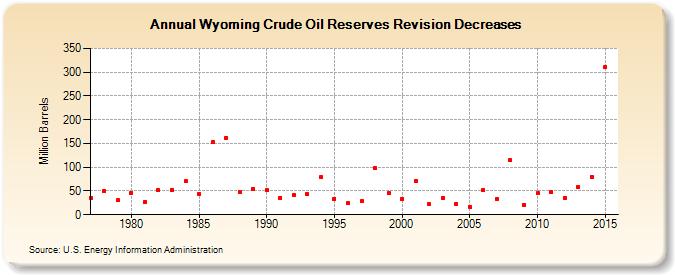 Annual Wyoming Crude Oil Reserves Revision Decreases
Million Barrels
350
300
250
200
150
100
50
0
1980 1985 1990 1995 2000 2005 2010 2015
Source: U.S. Energy Information Administration